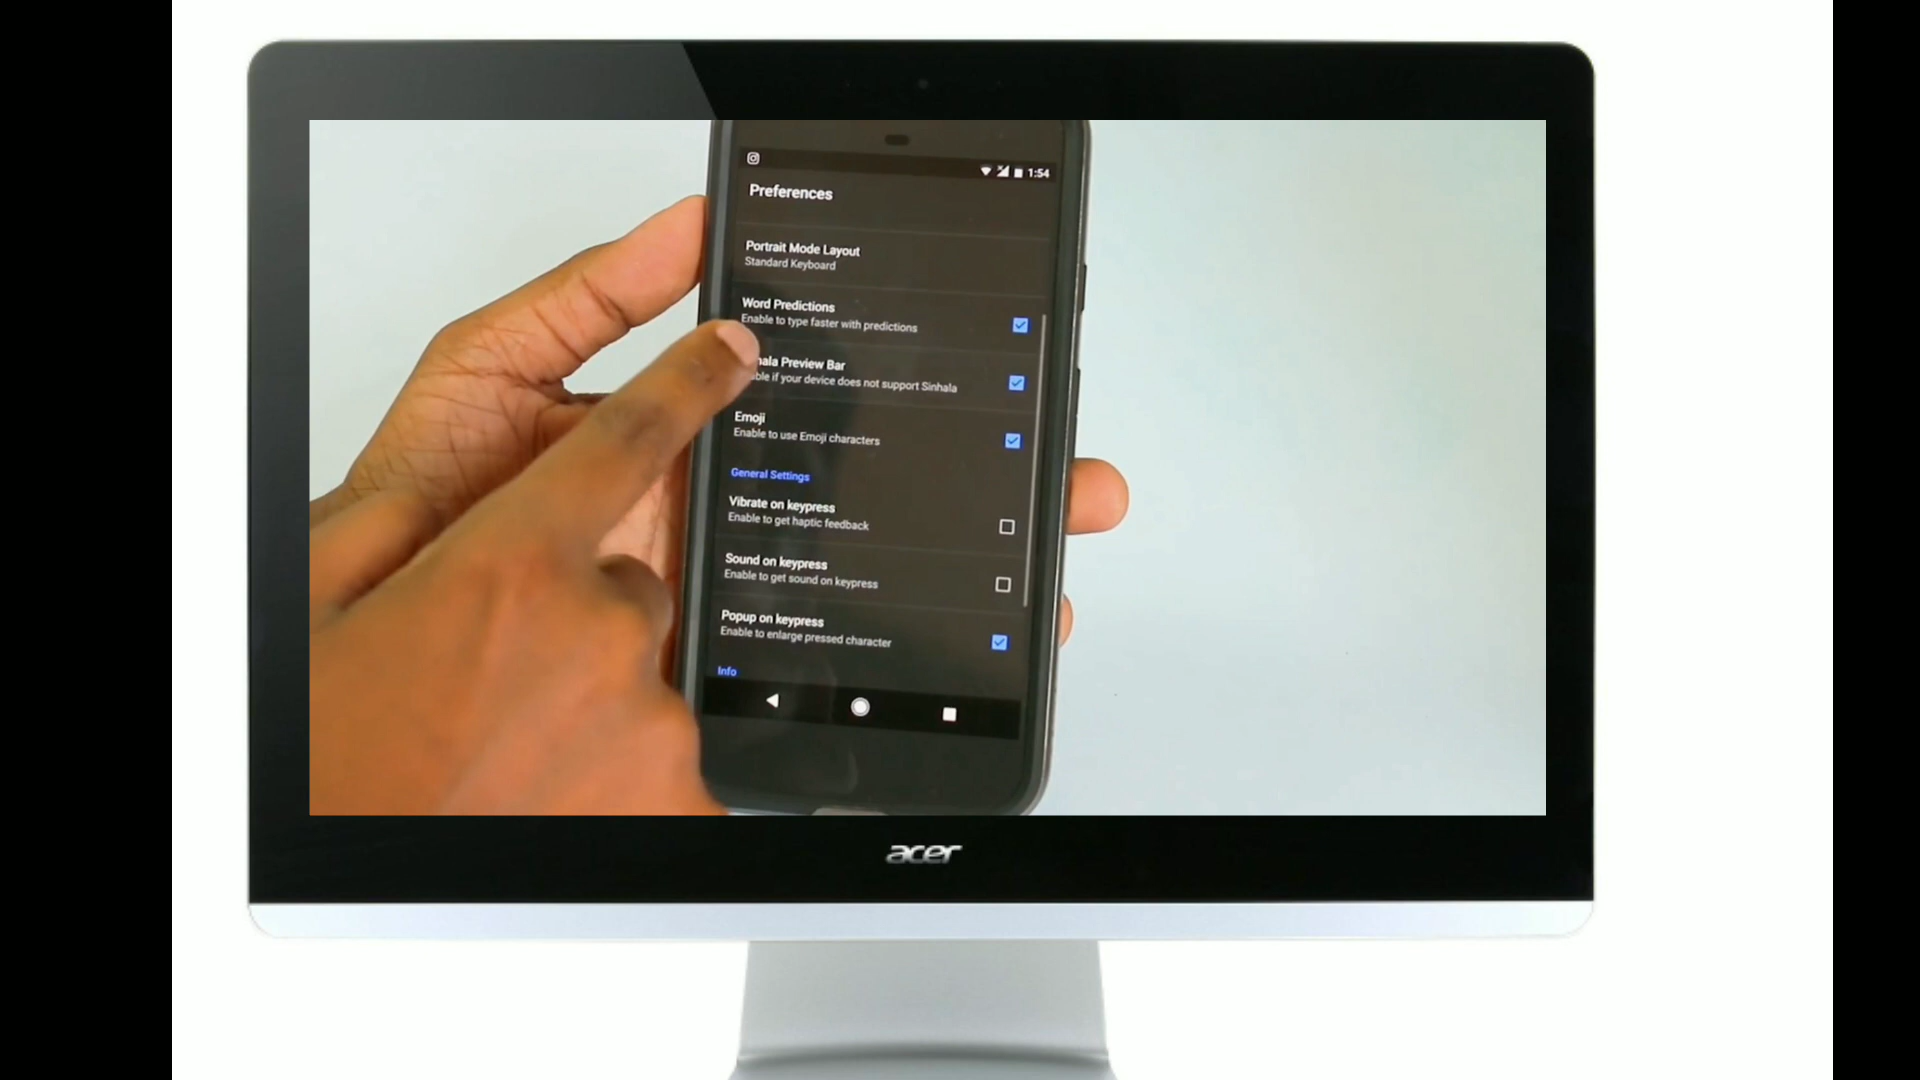 1:54
Preferences
Portrait Mode Layout
Standard Keyboard
Word Predictions
Enable to type faster with predictions
Preview Bar
if your device does not support Sinhala
Emoji
Enable to use Emoji characters
General Settings
Vibrate on keypress
Enable to get haptic feedback
Sound on keypress
Enable to get sound on keypress
Popup on keypress
Enable to enlarge pressed character
Info
acer